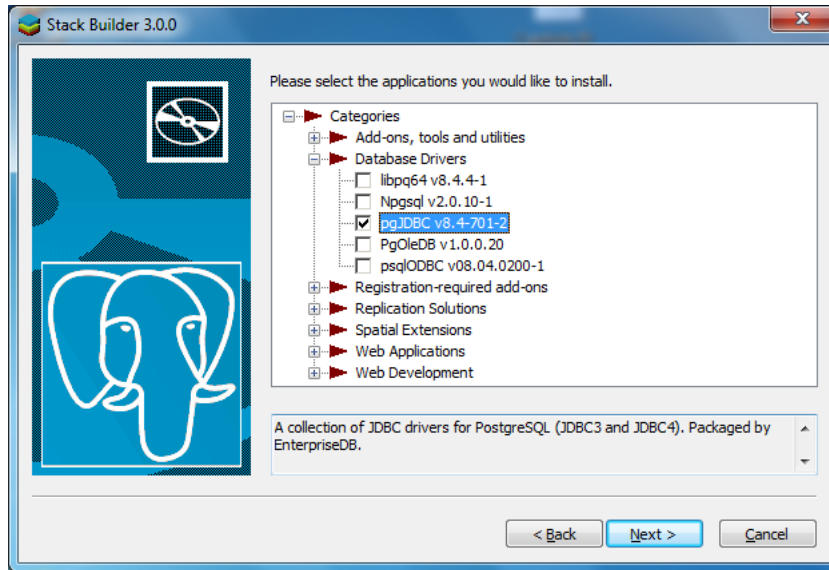 Stack Builder 3.0.0
Please select the applications you would like to install.
Categories
Add-ons, tools and utilities
Database Drivers
libpq64 v8.4.4-1
Npgsql v2.0.10-1
pgJDBC v8.4-701-2
PgOleDB v1.0.0.20
psqlODBC v08.04.0200-1
Registration-required add-ons
Replication Solutions
Spatial Extensions
Web Applications
Web Development
A collection of JDBC drivers for PostgreSQL (JDBC3 and JDBC4). Packaged by
EnterpriseDB.
< Back Next > Cancel